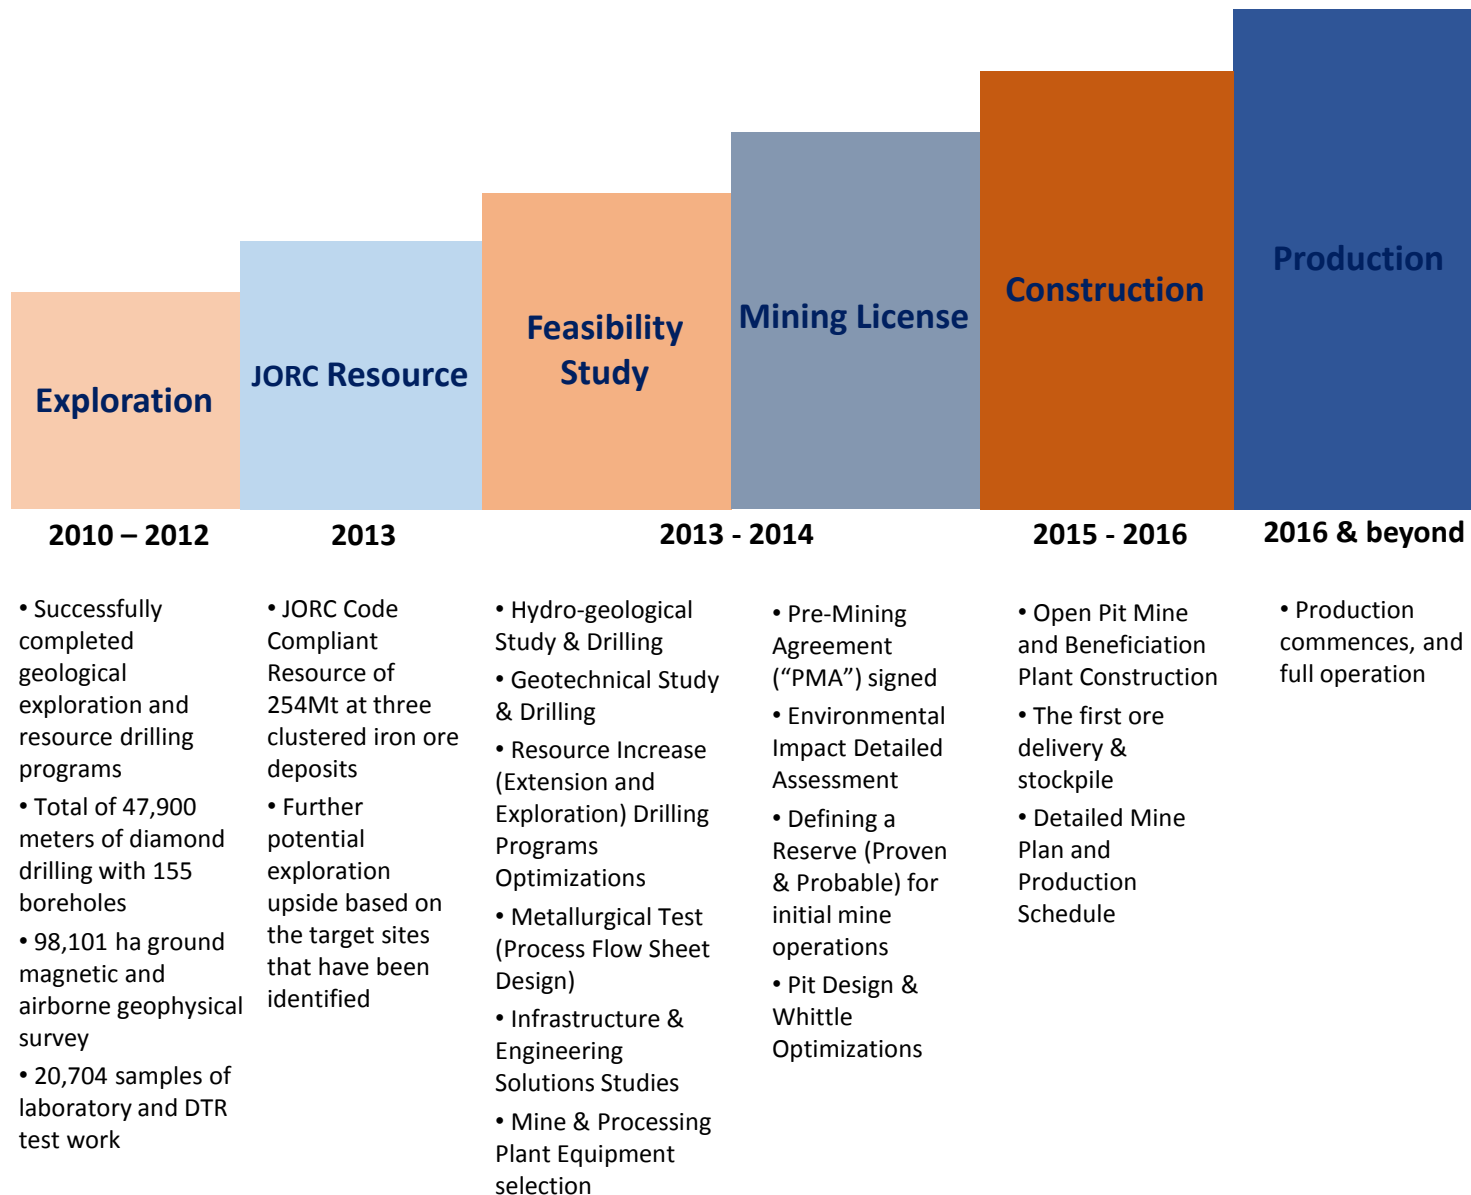 Exploration
JORC Resource
Feasibility
Study
Mining License
Construction
Production
2010 – 2012
2013
2013 - 2014
2015 - 2016
2016 & beyond
• Successfully
completed
geological
exploration and
resource drilling
programs
• Total of 47,900
meters of diamond
drilling with 155
boreholes
• 98,101 ha ground
magnetic and
airborne geophysical
survey
• 20,704 samples of
laboratory and DTR
test work
• JORC Code
Compliant
Resource of
254Mt at three
clustered iron ore
deposits
• Further
potential
exploration
upside based on
the target sites
that have been
identified
• Hydro-geological
Study & Drilling
• Geotechnical Study
& Drilling
• Resource Increase
(Extension and
Exploration) Drilling
Programs
Optimizations
• Metallurgical Test
(Process Flow Sheet
Design)
• Infrastructure &
Engineering
Solutions Studies
• Mine & Processing
Plant Equipment
selection
• Pre-Mining
Agreement
(“PMA”) signed
• Environmental
Impact Detailed
Assessment
• Defining a
Reserve (Proven
& Probable) for
initial mine
operations
• Pit Design &
Whittle
Optimizations
• Open Pit Mine
and Beneficiation
Plant Construction
• The first ore
delivery &
stockpile
• Detailed Mine
Plan and
Production
Schedule
• Production
commences, and
full operation